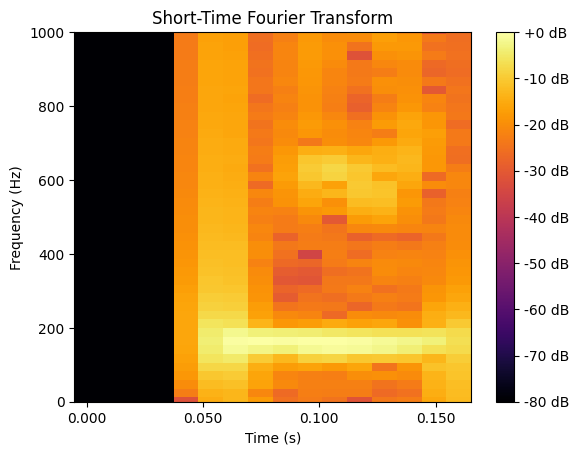 Short-Time Fourier Transform
1000
800
600
400
200
0
Frequency (Hz)
0.000
0.050
0.100
0.150
Time (s)
+0 dB
-10 dB
-20 dB
-30 dB
-40 dB
-50 dB
-60 dB
-70 dB
-80 dB